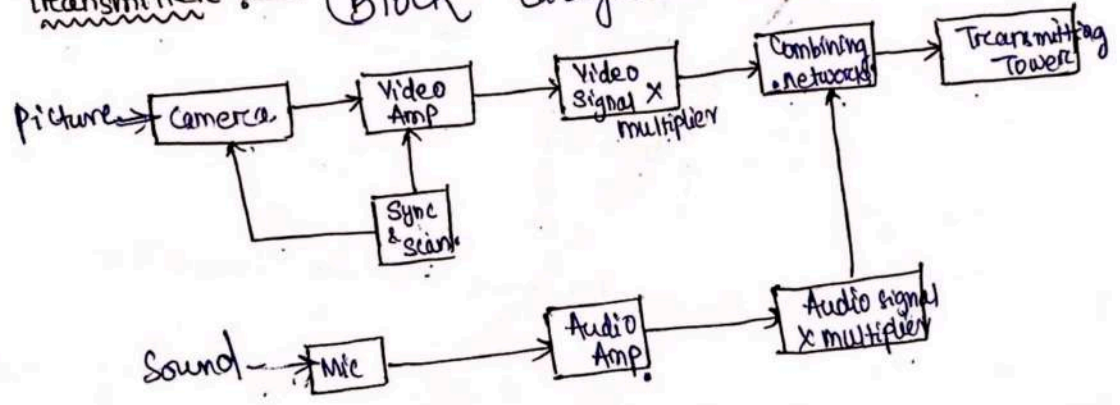 Block
Picture
Camera.
Video
Amp
Video
Signal X
multiplier
Combining
network
Transmitting
Tower
Sync
& Scan.
Sound
Mic
Audio
Amp.
Audio signal
X multiplier